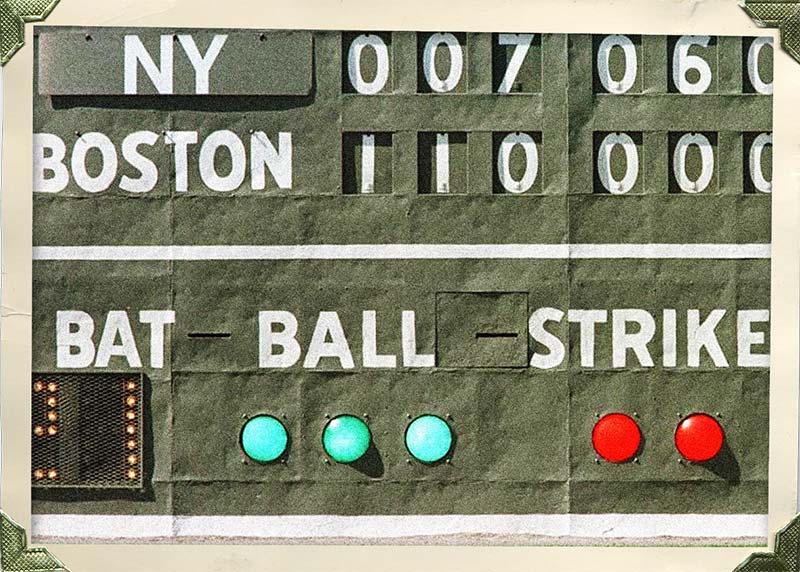 NY 0 0 7 0 6 0
BOSTON 1 1 0 0 0 0
BAT BALL STRIKE